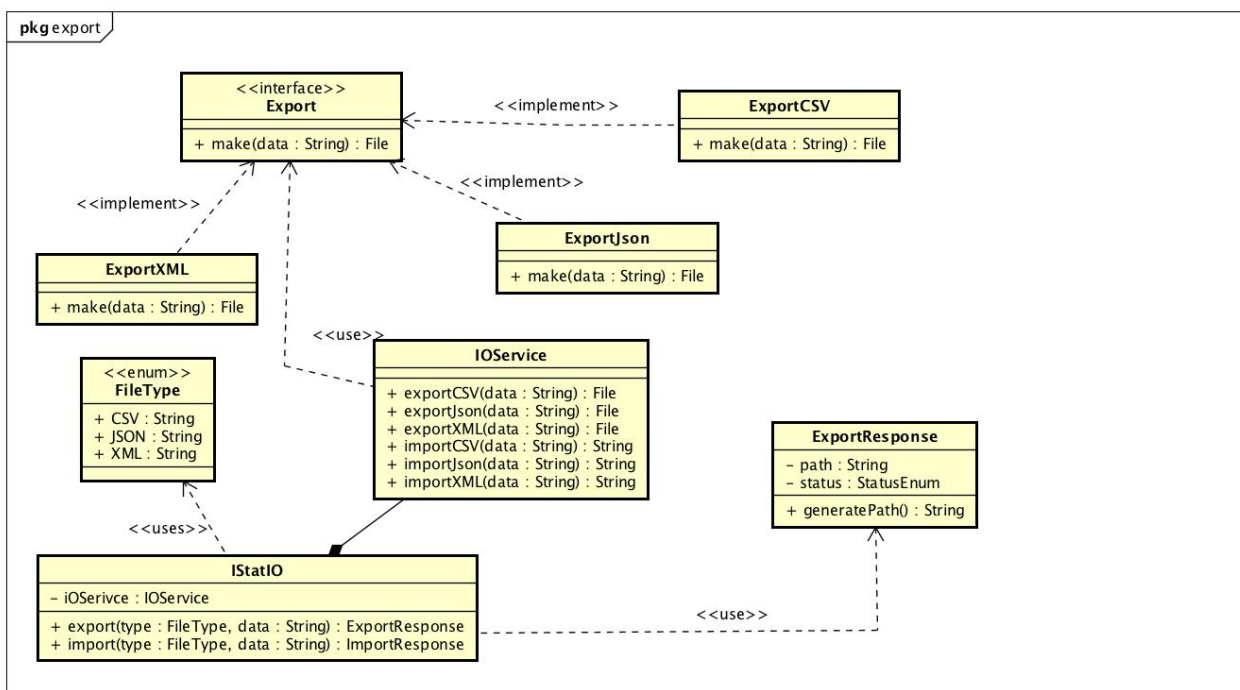 pkg export
<<interface>>
Export
+ make(data : String) : File
<<implement>>
ExportCSV
+ make(data : String) : File
<<implement>>
<<implement>>
ExportJson
+ make(data : String) : File
ExportXML
+ make(data : String) : File
<<use>>
IOService
+ exportCSV(data : String) : File
+ exportJson(data : String) : File
+ exportXML(data : String) : File
+ importCSV(data : String) : String
+ importJson(data : String) : String
+ importXML(data : String) : String
<<enum>>
FileType
+ CSV : String
+ JSON : String
+ XML : String
ExportResponse
- path : String
- status : StatusEnum
+ generatePath() : String
<<uses>>
IStatIO
- iOSerivce : IOService
+ export(type : FileType, data : String) : ExportResponse
+ import(type : FileType, data : String) : ImportResponse
<<use>>